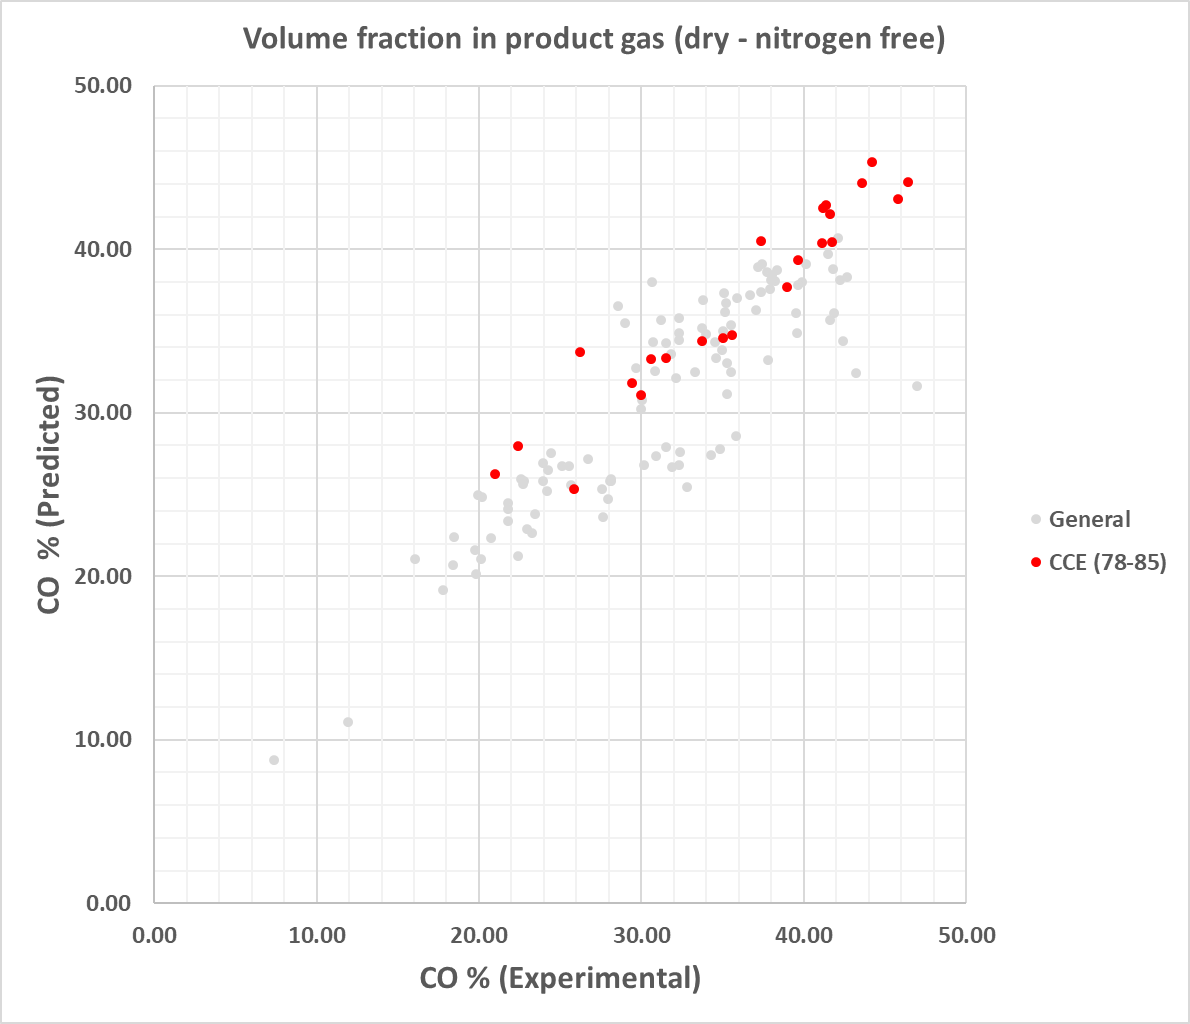 Volume fraction in product gas (dry - nitrogen free)
50.00
40.00
30.00
20.00
10.00
0.00
0.00 10.00 20.00 30.00 40.00 50.00
CO % (Predicted)
CO % (Experimental)
General
CCE (78-85)